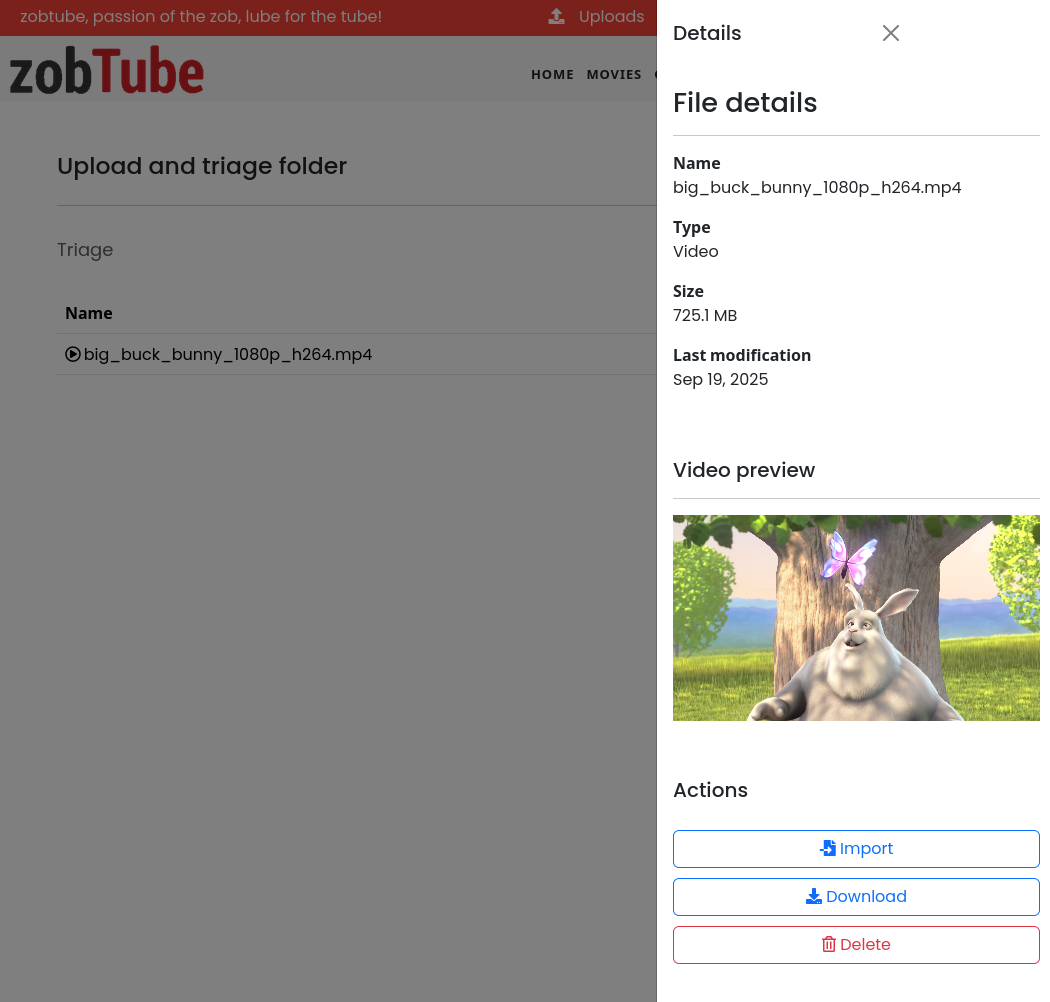 zobtube, passion of the zob, lube for the tube!
Uploads
zobTube
HOME MOVIES
Upload and triage folder
Triage
Name
big_buck_bunny_1080p_h264.mp4
Details
File details
Name
big_buck_bunny_1080p_h264.mp4
Type
Video
Size
725.1 MB
Last modification
Sep 19, 2025
Video preview
Actions
Import
Download
Delete